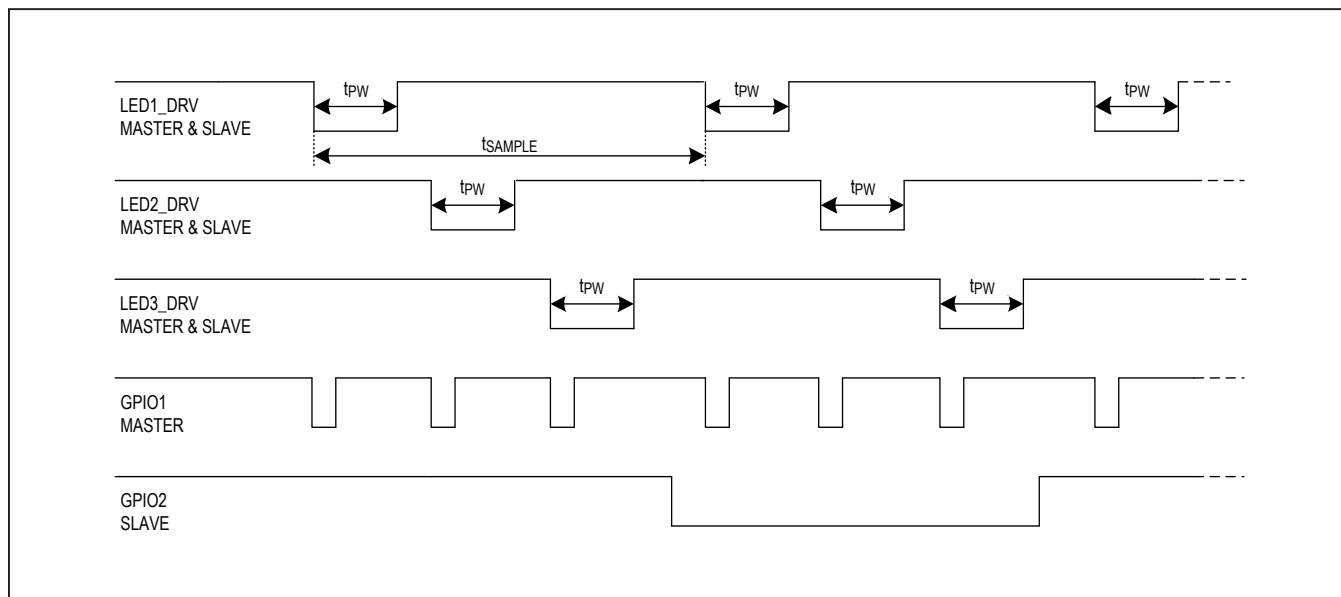 tPW
tPW
tPW
LED1_DRV
MASTER & SLAVE
tSAMPLE
tPW
tPW
LED2_DRV
MASTER & SLAVE
tPW
tPW
LED3_DRV
MASTER & SLAVE
GPIO1
MASTER
GPIO2
SLAVE